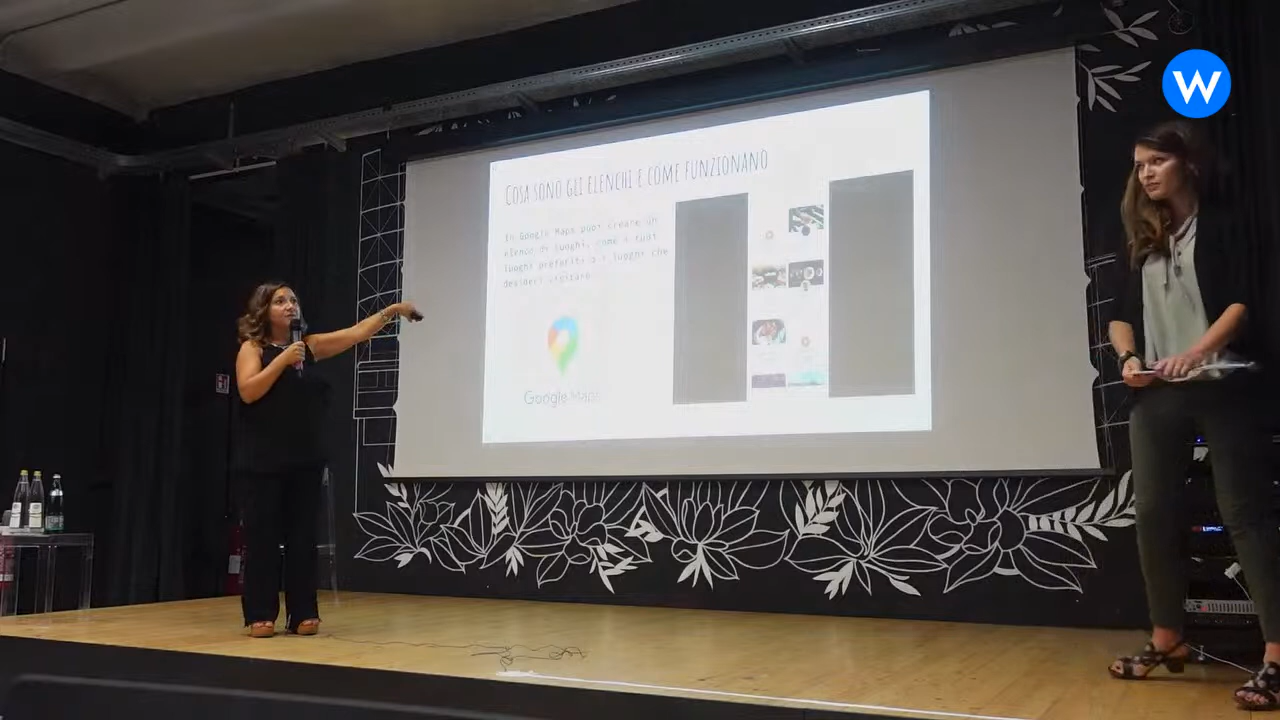 W
COSA SONO GLI ELENCHI E COME FUNZIONANO
In Google Maps puoi creare un
elenco di luoghi, come i tuoi
luoghi preferiti o i luoghi che
desideri visitare
Google Maps